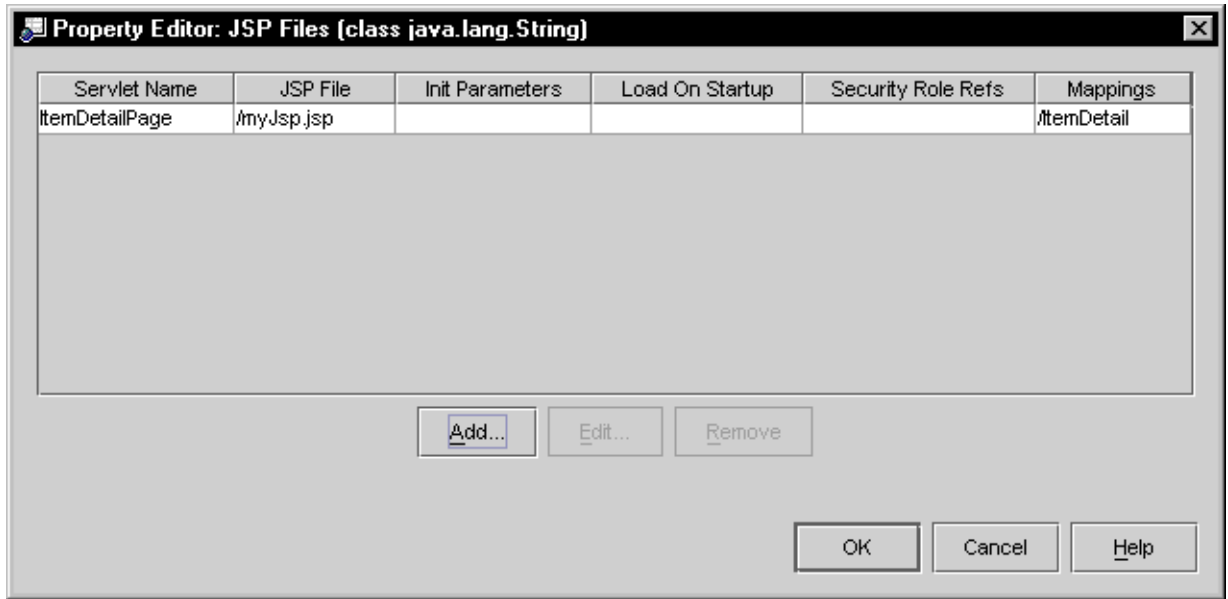 Property Editor: JSP Files (class java.lang.String)
Servlet Name JSP File Init Parameters Load On Startup Security Role Refs Mappings
ItemDetailPage /myJsp.jsp /ItemDetail
Add... Edit... Remove
OK Cancel Help